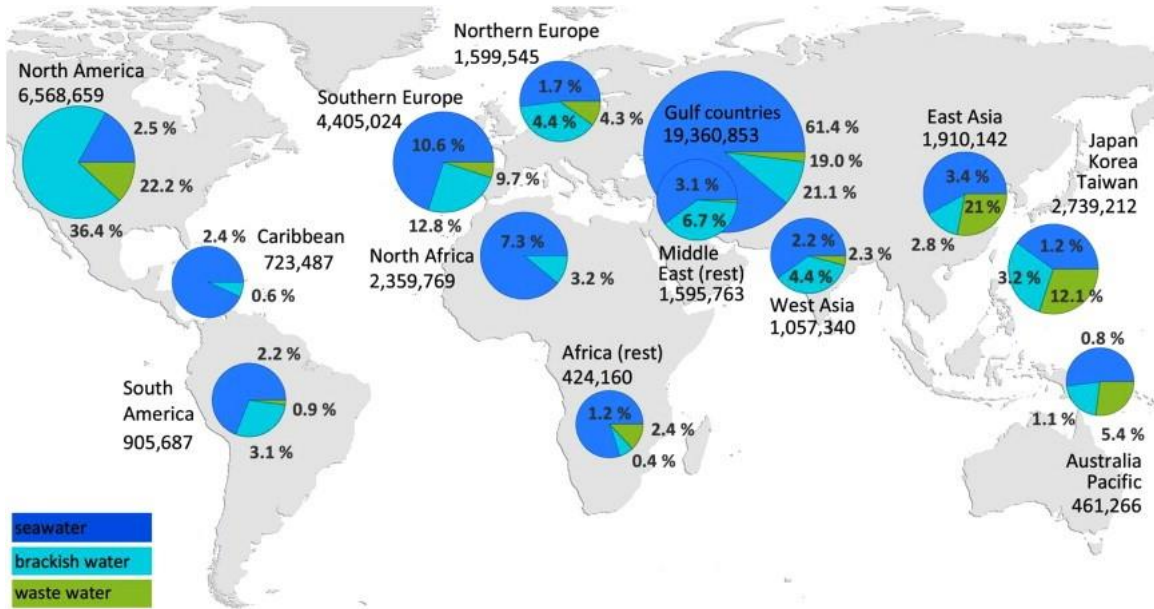 Northern Europe
1,599,545
1.7 %
4.4 %
4.3 %
North America
6,568,659
2.5 %
22.2 %
36.4 %
Southern Europe
4,405,024
10.6 %
9.7 %
12.8 %
Gulf countries
19,360,853
61.4 %
19.0 %
21.1 %
East Asia
1,910,142
3.4 %
21 %
2.8 %
Japan
Korea
Taiwan
2,739,212
1.2 %
3.2 %
12.1 %
Caribbean
723,487
2.4 %
0.6 %
North Africa
2,359,769
7.3 %
3.2 %
3.1 %
6.7 %
Middle
East (rest)
1,595,763
2.2 %
2.3 %
4.4 %
West Asia
1,057,340
South
America
905,687
2.2 %
0.9 %
3.1 %
Africa (rest)
424,160
1.2 %
2.4 %
0.4 %
0.8 %
1.1 %
5.4 %
Australia
Pacific
461,266
seawater
brackish water
waste water